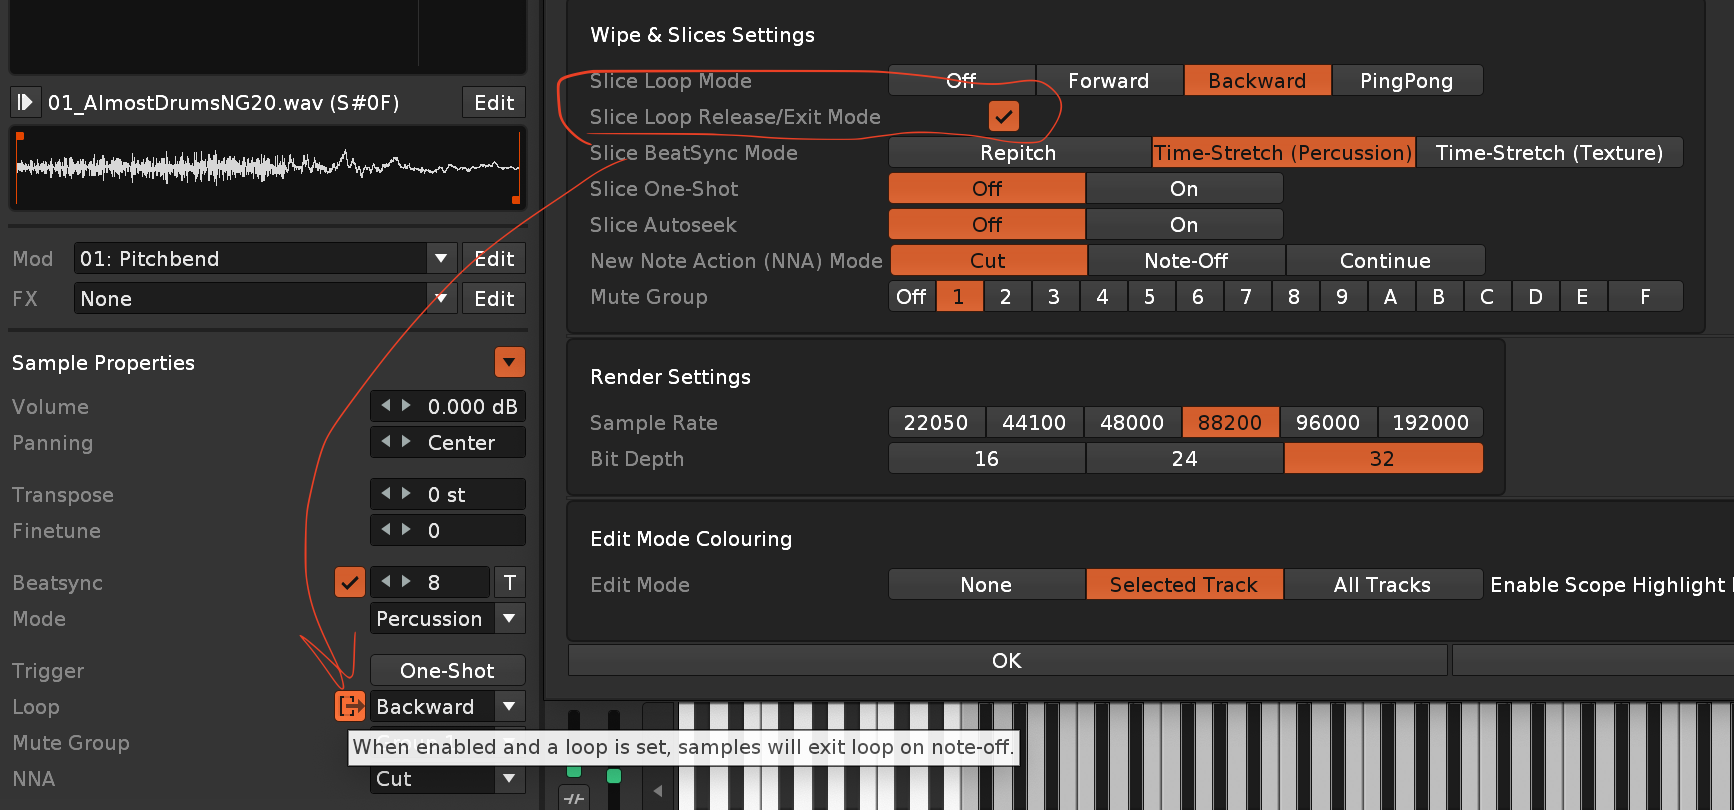 01_AlmostDrumsNG20.wav (S#0F) Edit
Mod 01: Pitchbend Edit
FX None Edit
Sample Properties
Volume 0.000 dB
Panning Center
Transpose 0 st
Finetune 0
Beatsync 8 T
Mode Percussion
Trigger One-Shot
Loop Backward
Mute Group
NNA Cut
When enabled and a loop is set, samples will exit loop on note-off.
Wipe & Slices Settings
Slice Loop Mode Off Forward Backward PingPong
Slice Loop Release/Exit Mode
Slice BeatSync Mode Repitch Time-Stretch (Percussion) Time-Stretch (Texture)
Slice One-Shot Off On
Slice Autoseek Off On
New Note Action (NNA) Mode Cut Note-Off Continue
Mute Group Off 1 2 3 4 5 6 7 8 9 A B C D E F
Render Settings
Sample Rate 22050 44100 48000 88200 96000 192000
Bit Depth 16 24 32
Edit Mode Colouring
Edit Mode None Selected Track All Tracks Enable Scope Highlight
OK